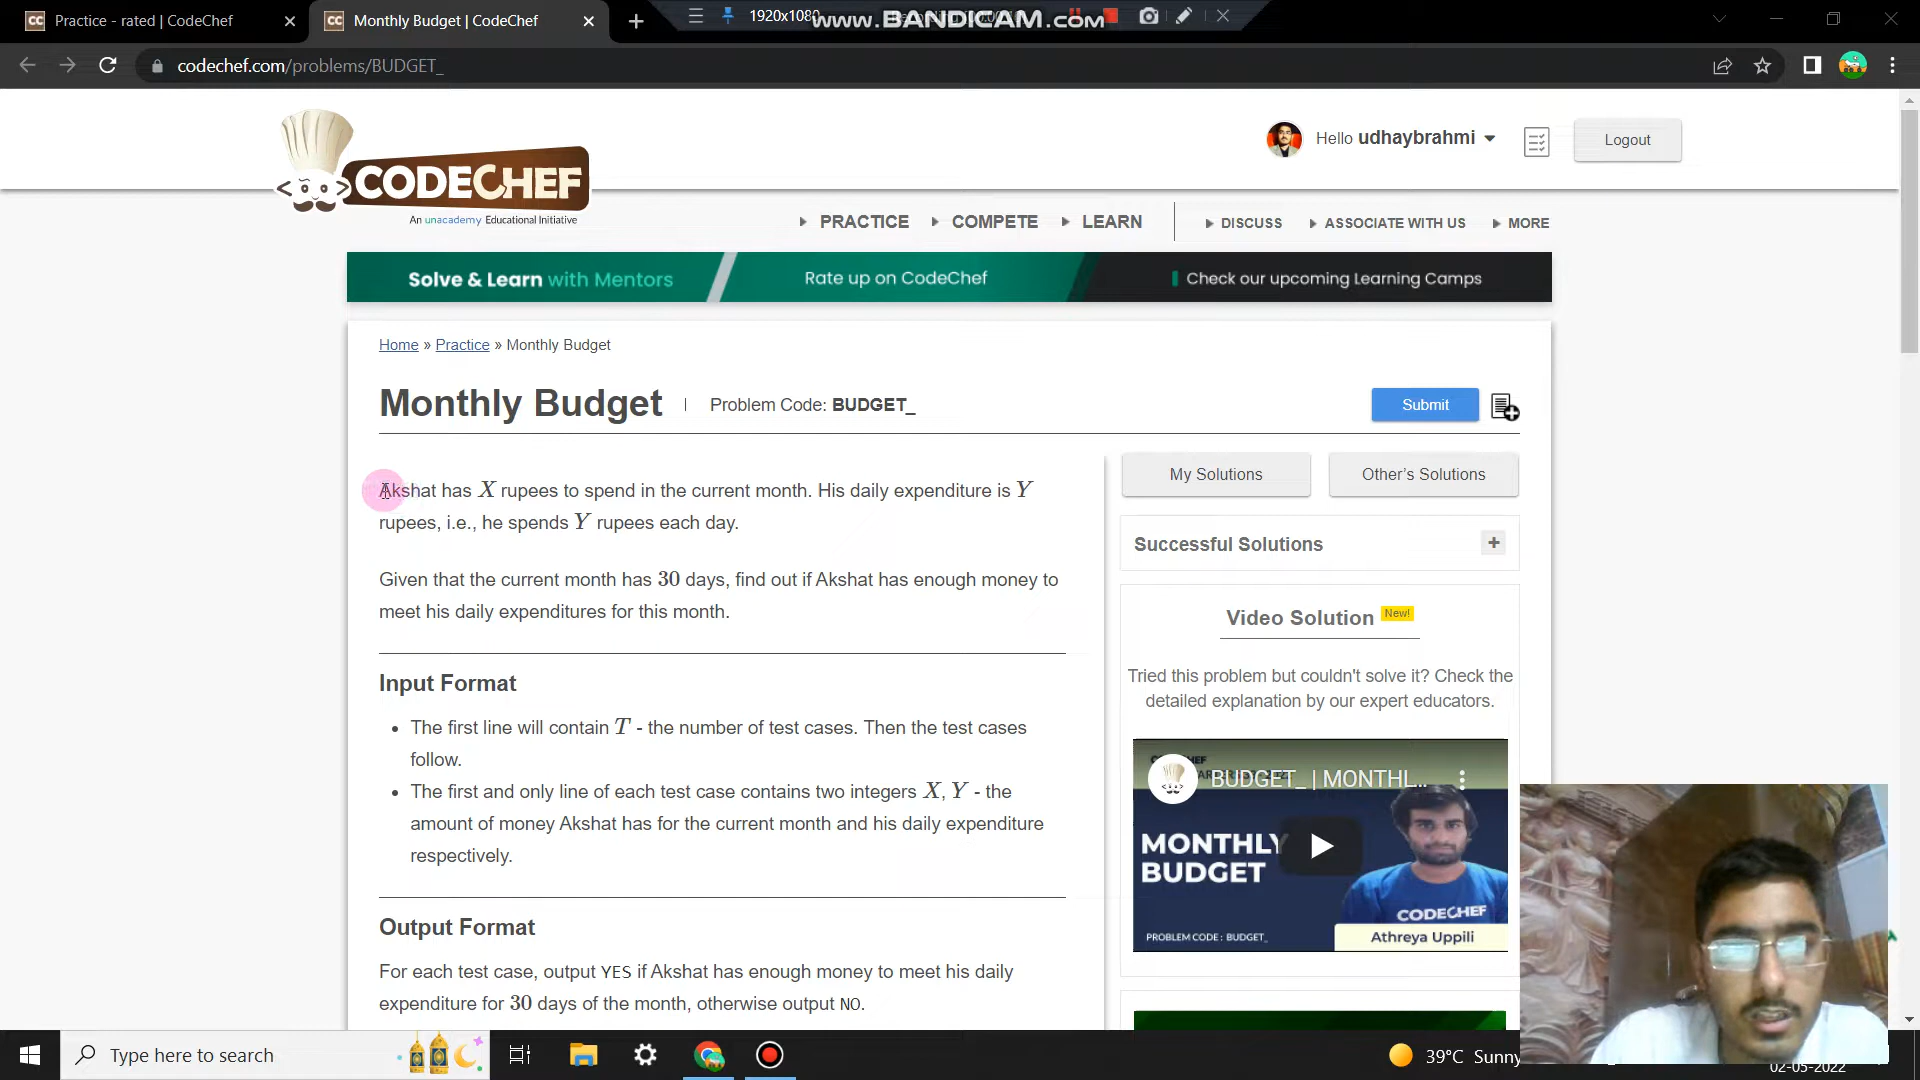 Practice - rated | CodeChef
Monthly Budget | CodeChef
1920x1080
www.BANDICAM.com
codechef.com/problems/BUDGET_
CODECHEF
An unacademy Educational Initiative
Hello udhaybrahmi
Logout
PRACTICE
COMPETE
LEARN
DISCUSS
ASSOCIATE WITH US
MORE
Solve & Learn with Mentors
Rate up on CodeChef
Check our upcoming Learning Camps
Home » Practice » Monthly Budget
Monthly Budget
Problem Code: BUDGET_
Submit
Akshat has X rupees to spend in the current month. His daily expenditure is Y
rupees, i.e., he spends Y rupees each day.
Given that the current month has 30 days, find out if Akshat has enough money to
meet his daily expenditures for this month.
Input Format
• The first line will contain T - the number of test cases. Then the test cases
follow.
• The first and only line of each test case contains two integers X, Y - the
amount of money Akshat has for the current month and his daily expenditure
respectively.
Output Format
For each test case, output YES if Akshat has enough money to meet his daily
expenditure for 30 days of the month, otherwise output NO.
My Solutions
Other's Solutions
Successful Solutions
+
Video Solution New!
Tried this problem but couldn't solve it? Check the
detailed explanation by our expert educators.
BUDGET_ | MONTHL...
MONTHLY
BUDGET
CODECHEF
PROBLEM CODE : BUDGET_
Athreya Uppili
Type here to search
39°C Sunny
02-05-2022